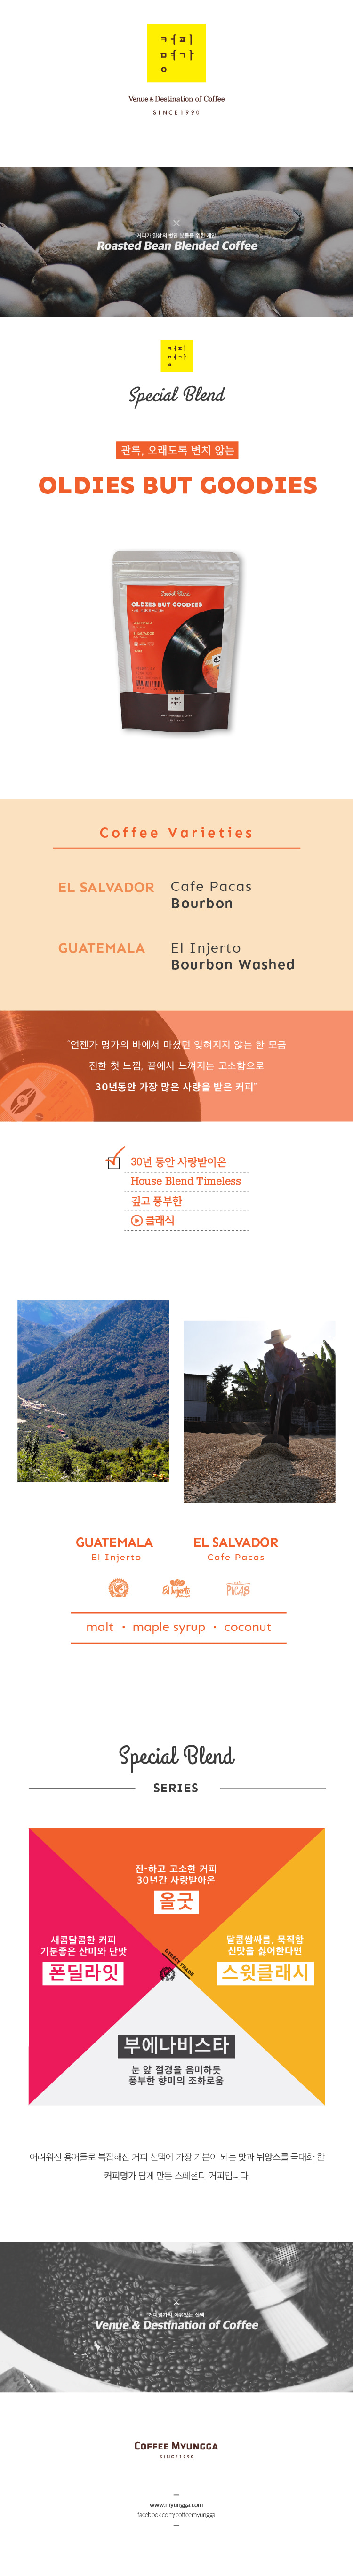 커피
며ㅇ가
Venue & Destination of Coffee
SINCE1990
커피가 일상의 반인 분들을 위한 제안
Roasted Bean Blended Coffee
커피
며ㅇ가
Special Blend
관록, 오래도록 변치 않는
OLDIES BUT GOODIES
Special Blend
OLDIES BUT GOODIES
GUATEMALA
EL SALVADOR
Coffee Varieties
EL SALVADOR Cafe Pacas
Bourbon
GUATEMALA El Injerto
Bourbon Washed
"언젠가 명가의 바에서 마셨던 잊혀지지 않는 한 모금
진한 첫 느낌, 끝에서 느껴지는 고소함으로
30년동안 가장 많은 사랑을 받은 커피"
30년 동안 사랑받아온
House Blend Timeless
깊고 풍부한
클래식
GUATEMALA EL SALVADOR
El Injerto Cafe Pacas
El Injerto
PACAS
malt · maple syrup · coconut
Special Blend
SERIES
진-하고 고소한 커피
30년간 사랑받아온
올굿
새콤달콤한 커피
기분좋은 산미와 단맛
폰딜라잇
달콤쌉싸름, 묵직함
신맛을 싫어한다면
스윗클래시
DIRECT TRADE
부에나비스타
눈 앞 절경을 음미하듯
풍부한 향미의 조화로움
어려워진 용어들로 복잡해진 커피 선택에 가장 기본이 되는 맛과 뉘앙스를 극대화 한
커피명가 답게 만든 스페셜티 커피입니다.
커피명가의 이유있는 선택
Venue & Destination of Coffee
COFFEE MYUNGGA
SINCE1990
www.myungga.com
facebook.com/coffeemyungga